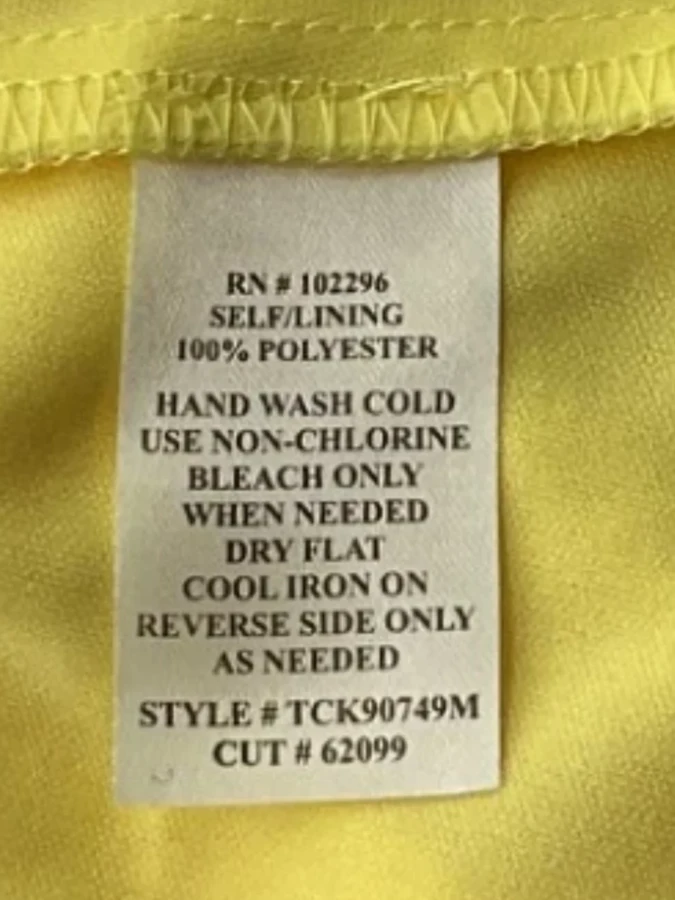 RN # 102296
SELF/LINING
100% POLYESTER
HAND WASH COLD
USE NON-CHLORINE
BLEACH ONLY
WHEN NEEDED
DRY FLAT
COOL IRON ON
REVERSE SIDE ONLY
AS NEEDED
STYLE # TCK90749M
CUT # 62099